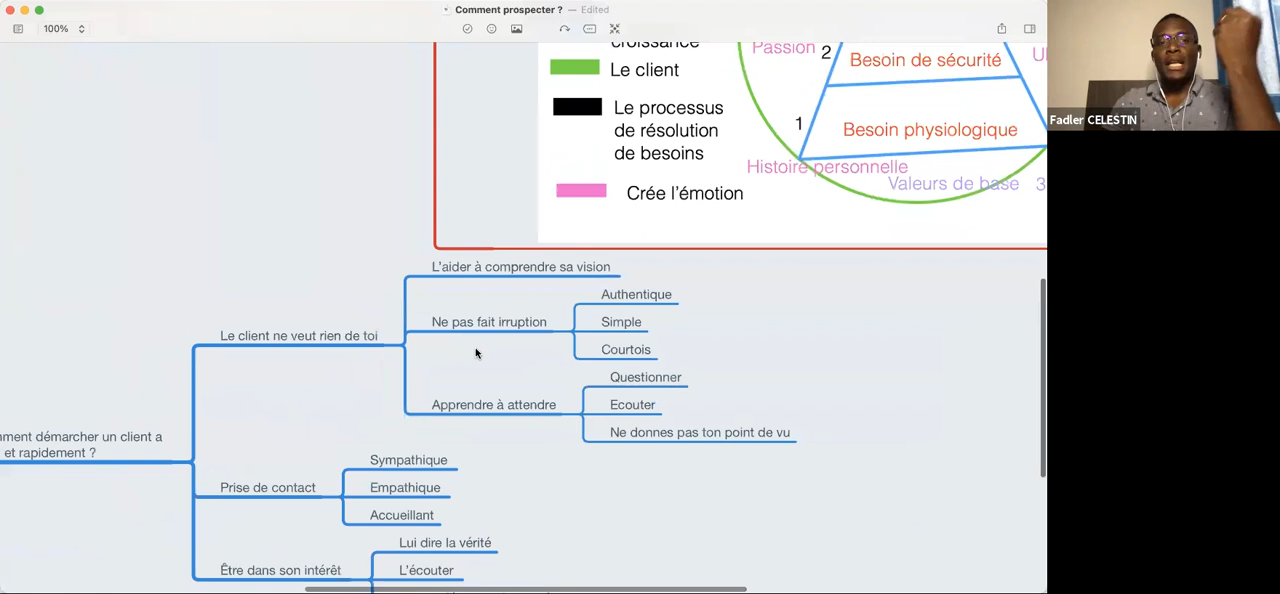 Comment prospecter ? — Edited
100%
croissance
Le client
Le processus
de résolution
de besoins
Crée l'émotion
Passion
2
Besoin de sécurité
1
Besoin physiologique
Histoire personnelle
Valeurs de base 3
Fadler CELESTIN
L'aider à comprendre sa vision
Authentique
Ne pas fait irruption
Simple
Le client ne veut rien de toi
Courtois
Questionner
Apprendre à attendre
Ecouter
Ne donnes pas ton point de vu
mment démarcher un client a
et rapidement ?
Sympathique
Prise de contact
Empathique
Accueillant
Lui dire la vérité
Être dans son intérêt
L'écouter